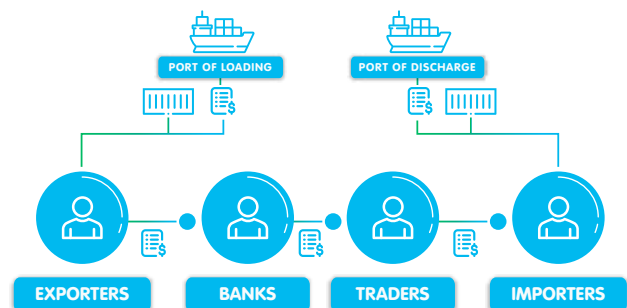 PORT OF LOADING
PORT OF DISCHARGE
$
$
$
$
$
EXPORTERS
BANKS
TRADERS
IMPORTERS